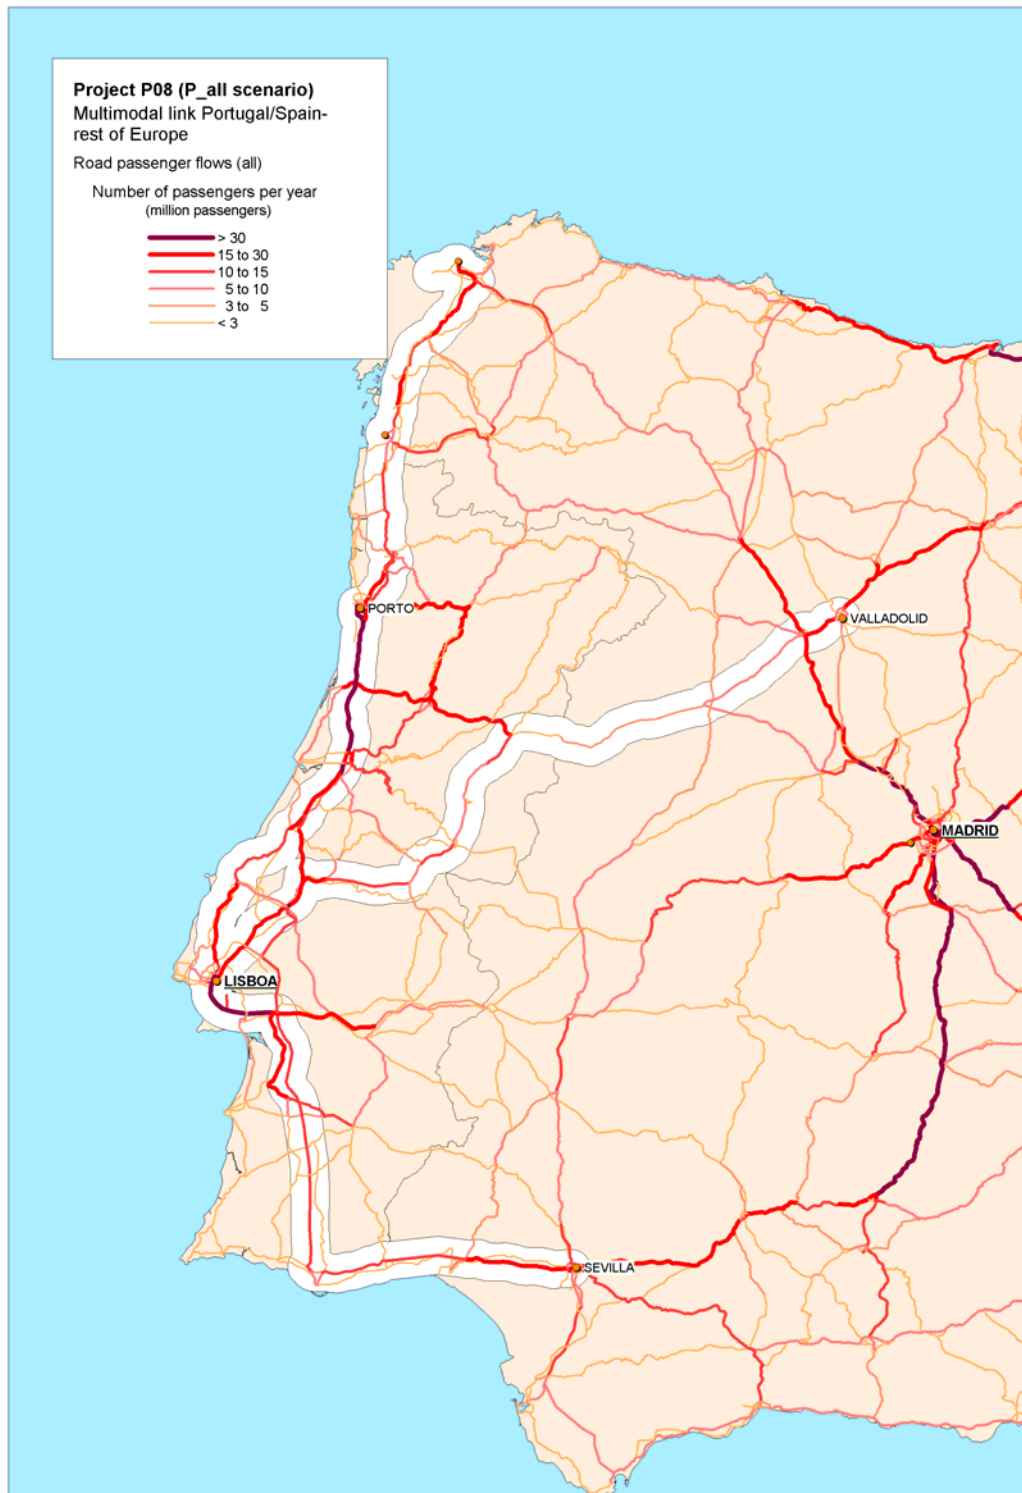 Project P08 (P_all scenario)
Multimodal link Portugal/Spain-
rest of Europe
Road passenger flows (all)
Number of passengers per year
(million passengers)
> 30
15 to 30
10 to 15
5 to 10
3 to 5
< 3
PORTO
VALLADOLID
MADRID
LISBOA
SEVILLA